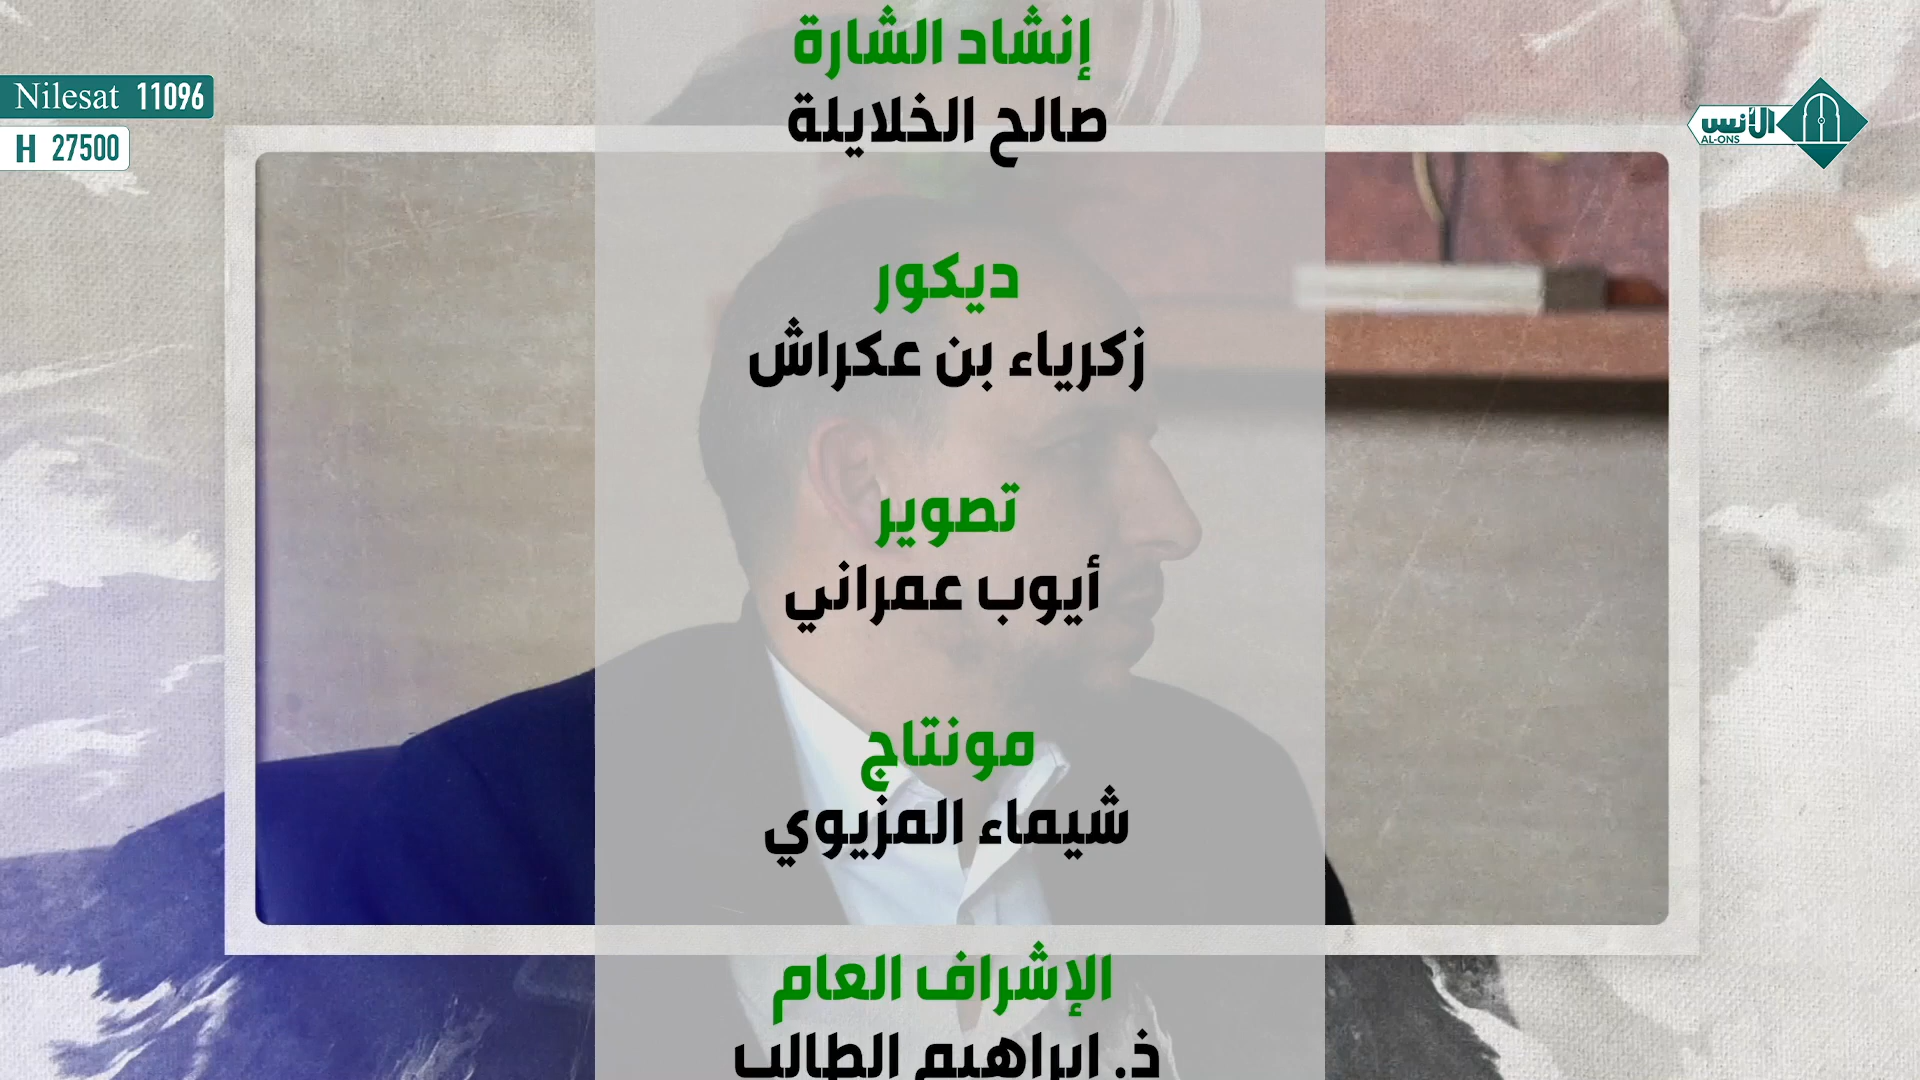 إنشاد الشارة
صالح الخلايلة
Nilesat 11096
H 27500
الأنس
AL-ONS
ديكور
زكرياء بن عكراش
تصوير
أيوب عمراني
مونتاج
شيماء المزيوي
الإشراف العام
ذ. ابراهيم الطالب